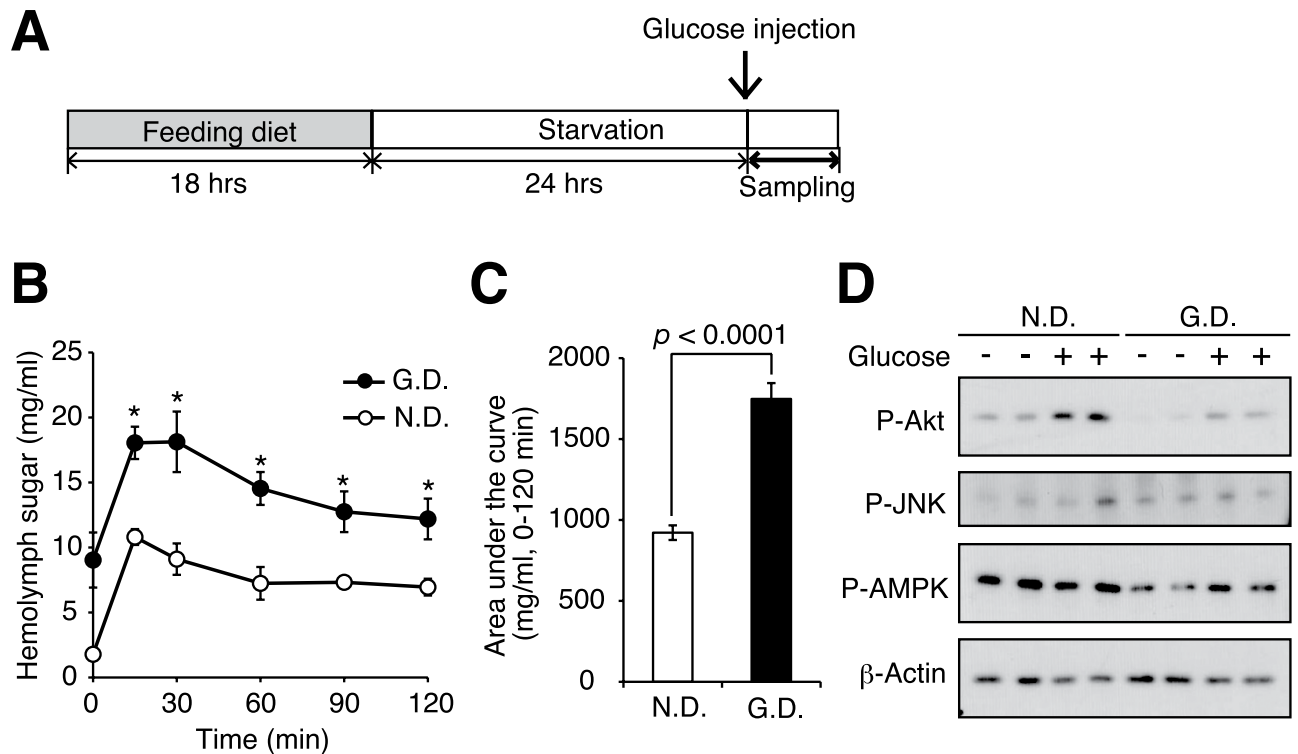 A
Glucose injection
Feeding diet
Starvation
18 hrs
24 hrs
Sampling
B
Hemolymph sugar (mg/ml)
25
20
15
10
5
0
0
30
60
90
120
Time (min)
G.D.
N.D.
*
*
*
*
*
C
p < 0.0001
Area under the curve
(mg/ml, 0-120 min)
2000
1500
1000
500
0
N.D.
G.D.
D
N.D. G.D.
Glucose - - + + - - + +
P-Akt
P-JNK
P-AMPK
β-Actin